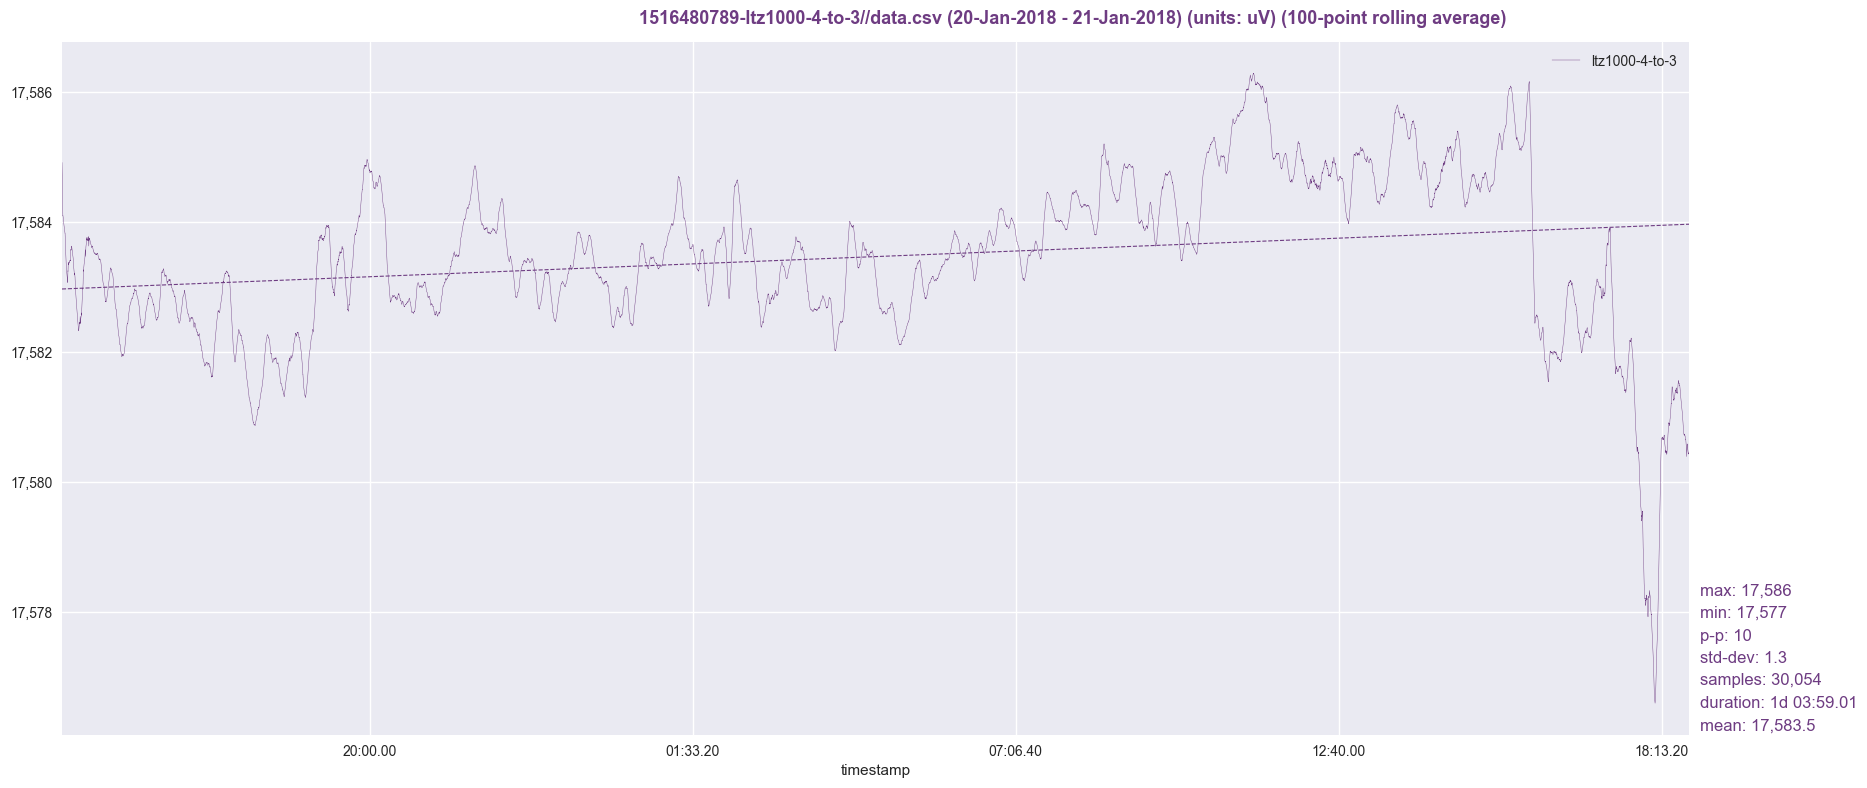 1516480789-ltz1000-4-to-3//data.csv (20-Jan-2018 - 21-Jan-2018) (units: uV) (100-point rolling average)
ltz1000-4-to-3
17,586
17,584
17,582
17,580
17,578
max: 17,586
min: 17,577
p-p: 10
std-dev: 1.3
samples: 30,054
duration: 1d 03:59.01
mean: 17,583.5
20:00.00 01:33.20 07:06.40 12:40.00 18:13.20
timestamp